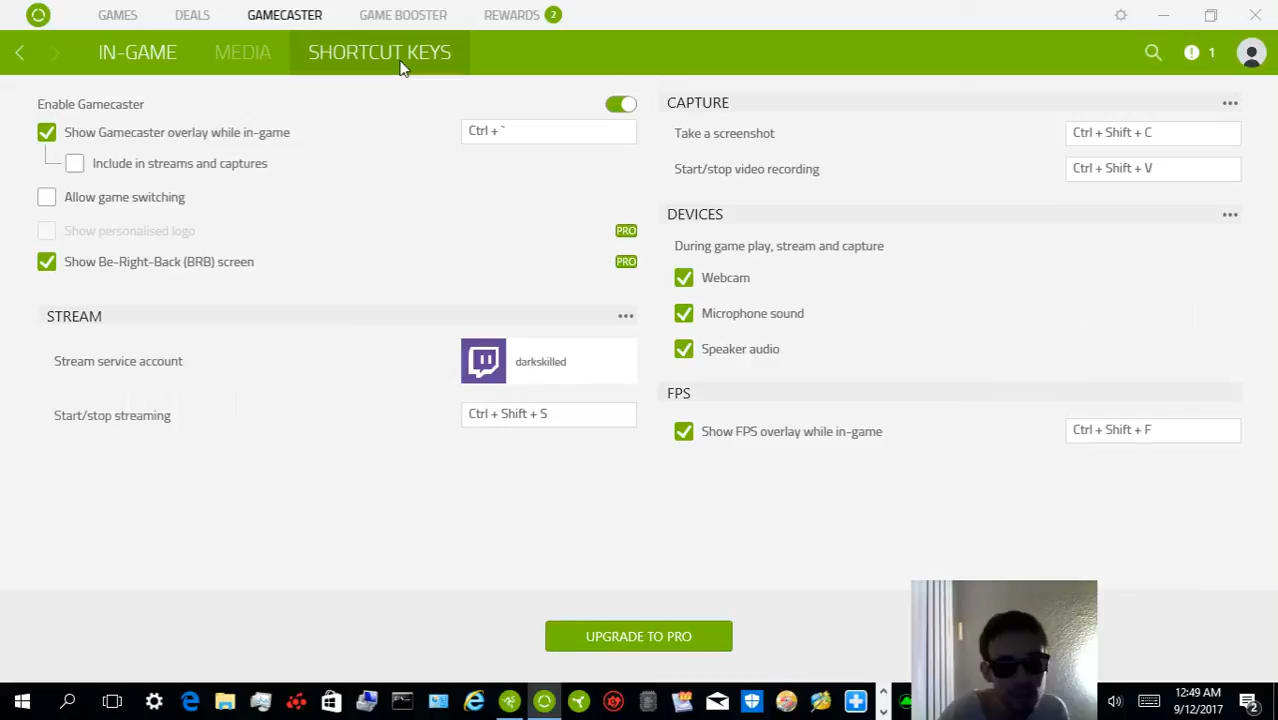 GAMES DEALS GAMECASTER GAME BOOSTER REWARDS 2
IN-GAME MEDIA SHORTCUT KEYS 1
Enable Gamecaster
Show Gamecaster overlay while in-game Ctrl + `
Include in streams and captures
Allow game switching
Show personalised logo PRO
Show Be-Right-Back (BRB) screen PRO
STREAM
Stream service account darkskilled
Start/stop streaming Ctrl + Shift + S
CAPTURE
Take a screenshot Ctrl + Shift + C
Start/stop video recording Ctrl + Shift + V
DEVICES
During game play, stream and capture
Webcam
Microphone sound
Speaker audio
FPS
Show FPS overlay while in-game Ctrl + Shift + F
UPGRADE TO PRO
12:49 AM
9/12/2017
2